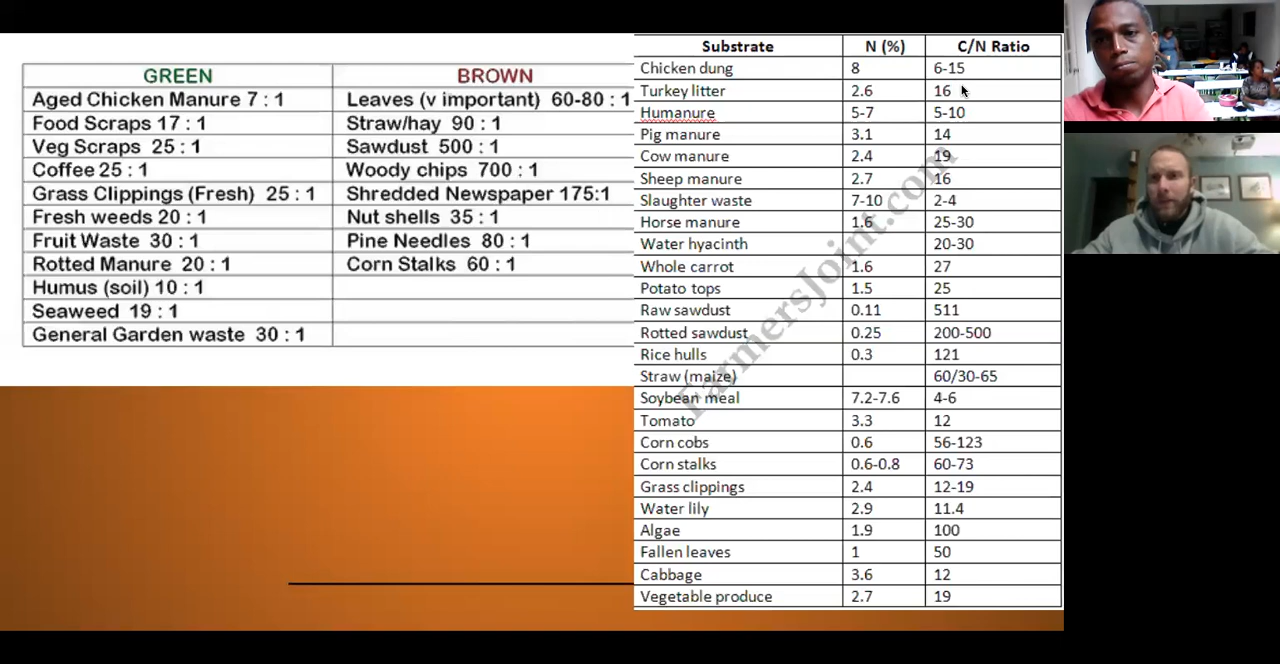 GREEN BROWN
Aged Chicken Manure 7 : 1 Leaves (v important) 60-80 : 1
Food Scraps 17 : 1 Straw/hay 90 : 1
Veg Scraps 25 : 1 Sawdust 500 : 1
Coffee 25 : 1 Woody chips 700 : 1
Grass Clippings (Fresh) 25 : 1 Shredded Newspaper 175:1
Fresh weeds 20 : 1 Nut shells 35 : 1
Fruit Waste 30 : 1 Pine Needles 80 : 1
Rotted Manure 20 : 1 Corn Stalks 60 : 1
Humus (soil) 10 : 1
Seaweed 19 : 1
General Garden waste 30 : 1
Substrate N (%) C/N Ratio
Chicken dung 8 6-15
Turkey litter 2.6 16
Humanure 5-7 5-10
Pig manure 3.1 14
Cow manure 2.4 19
Sheep manure 2.7 16
Slaughter waste 7-10 2-4
Horse manure 1.6 25-30
Water hyacinth 20-30
Whole carrot 1.6 27
Potato tops 1.5 25
Raw sawdust 0.11 511
Rotted sawdust 0.25 200-500
Rice hulls 0.3 121
Straw (maize) 60/30-65
Soybean meal 7.2-7.6 4-6
Tomato 3.3 12
Corn cobs 0.6 56-123
Corn stalks 0.6-0.8 60-73
Grass clippings 2.4 12-19
Water lily 2.9 11.4
Algae 1.9 100
Fallen leaves 1 50
Cabbage 3.6 12
Vegetable produce 2.7 19
FarmersJoint.com